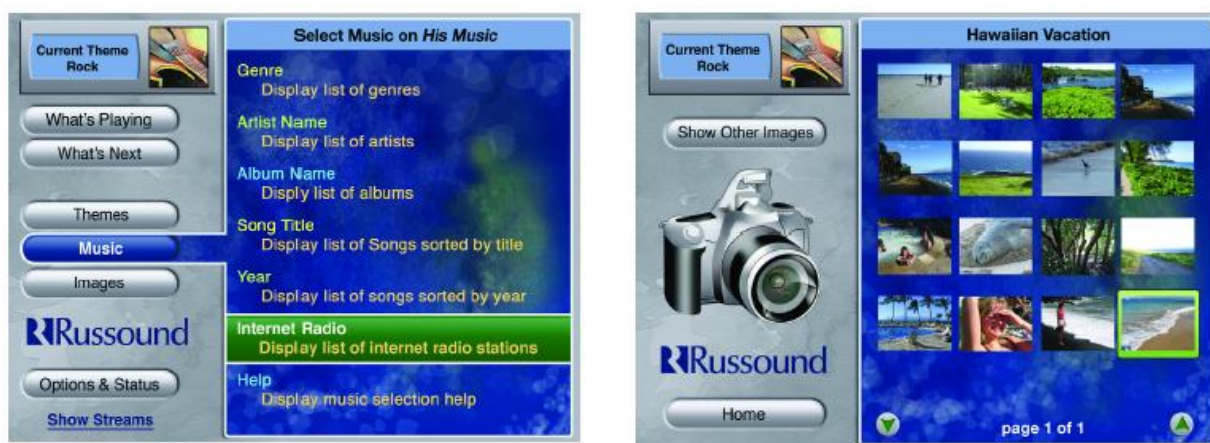 Current Theme
Rock
What's Playing
What's Next
Themes
Music
Images
Russound
Options & Status
Show Streams
Select Music on His Music
Genre
Display list of genres
Artist Name
Display list of artists
Album Name
Disply list of albums
Song Title
Display list of Songs sorted by title
Year
Display list of songs sorted by year
Internet Radio
Display list of internet radio stations
Help
Display music selection help
Current Theme
Rock
Show Other Images
Russound
Home
Hawaiian Vacation
page 1 of 1